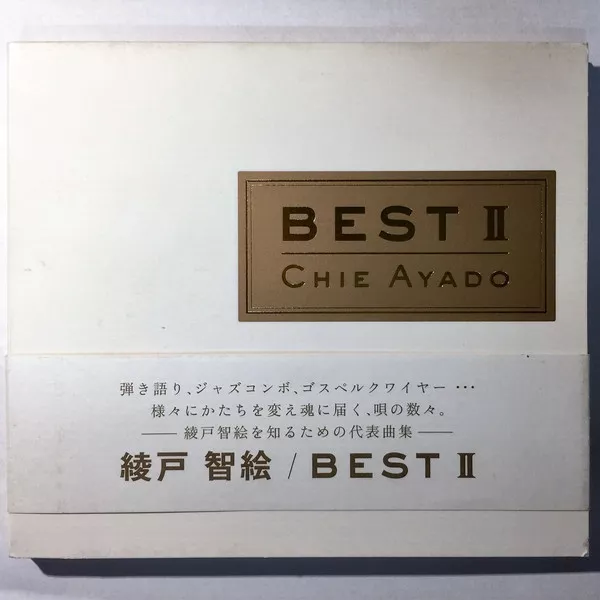 BEST II
CHIE AYADO
弾き語り、ジャズコンボ、ゴスペルクワイヤー…
様々にかたちを変え魂に届く、唄の数々。
――綾戸智絵を知るための代表曲集――
綾戸 智絵 / BEST II